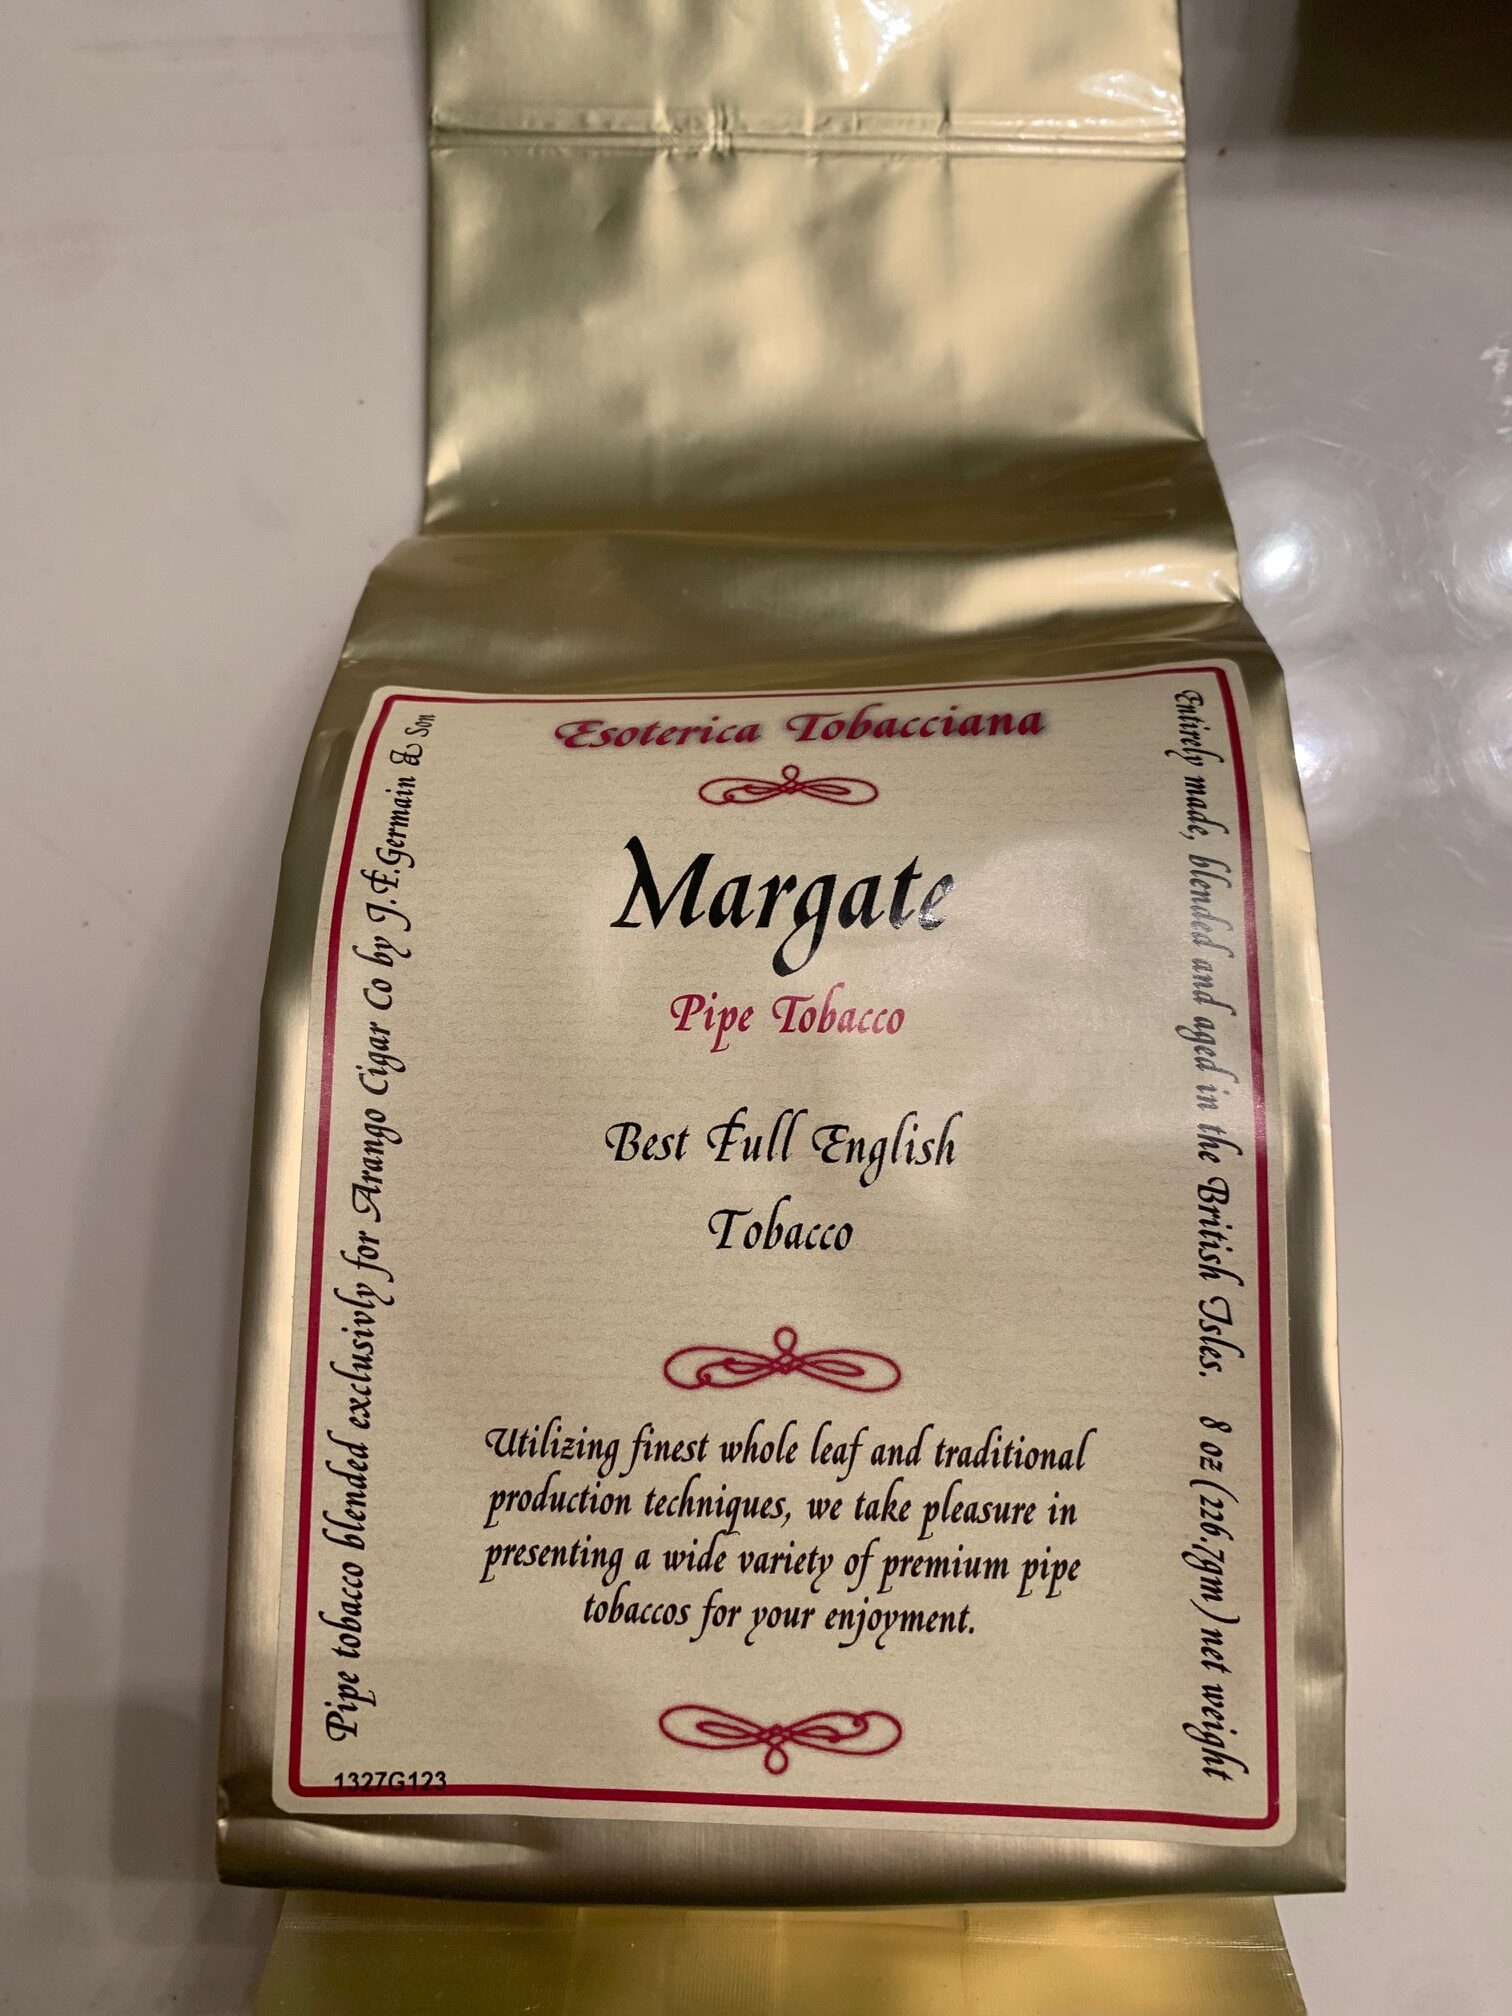 Esoterica Tobacciana
Margate
Pipe Tobacco
Best Full English
Tobacco
Utilizing finest whole leaf and traditional
production techniques, we take pleasure in
presenting a wide variety of premium pipe
tobaccos for your enjoyment.
Pipe tobacco blended exclusivly for Arango Cigar Co by J.F.Germain & Son
Entirely made, blended and aged in the British Isles. 8 oz (226.7gm) net weight
1327G123